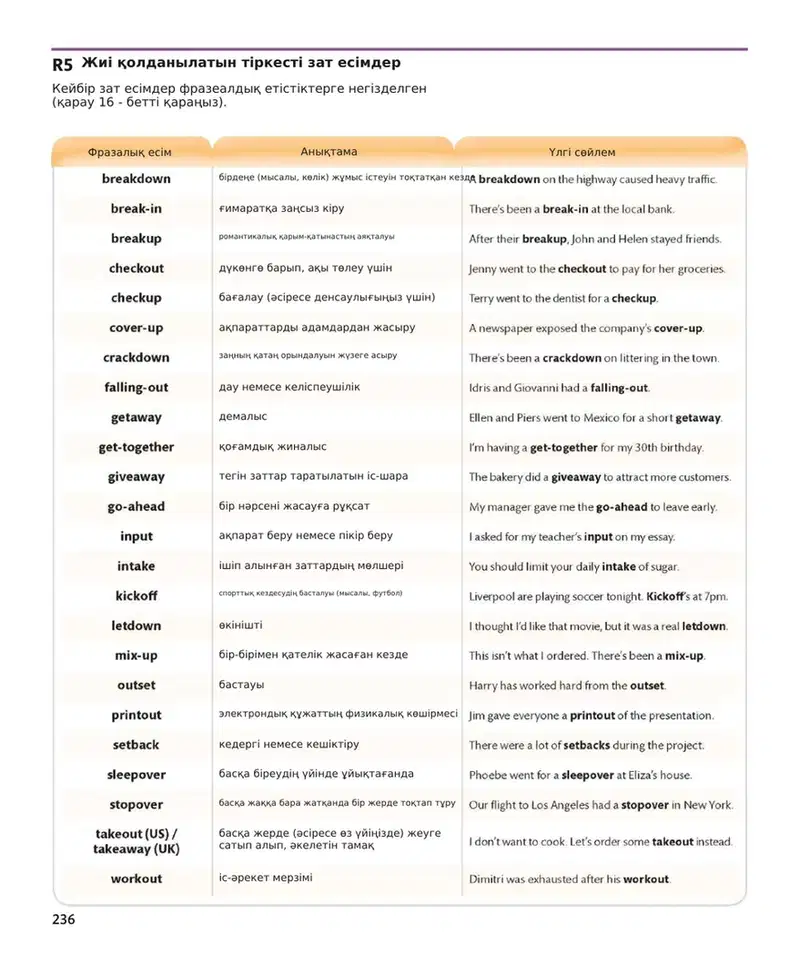 R5 Жиі қолданылатын тіркесті зат есімдер
Кейбір зат есімдер фразеалдық етістіктерге негізделген
(қарау 16 - бетті қараңыз).
Фразалық есім Анықтама Үлгі сөйлем
breakdown бірдеңе (мысалы, көлік) жұмыс істеуін тоқтатқан кезде A breakdown on the highway caused heavy traffic.
break-in ғимаратқа заңсыз кіру There's been a break-in at the local bank.
breakup романтикалық қарым-қатынастың аяқталуы After their breakup, John and Helen stayed friends.
checkout дүкөнгө барып, ақы төлеу үшін Jenny went to the checkout to pay for her groceries.
checkup бағалау (әсіресе денсаулығыңыз үшін) Terry went to the dentist for a checkup.
cover-up ақпараттарды адамдардан жасыру A newspaper exposed the company's cover-up.
crackdown заңның қатаң орындалуын жүзеге асыру There's been a crackdown on littering in the town.
falling-out дау немесе келіспеушілік Idris and Giovanni had a falling-out.
getaway демалыс Ellen and Piers went to Mexico for a short getaway.
get-together қоғамдық жиналыс I'm having a get-together for my 30th birthday.
giveaway тегін заттар таратылатын іс-шара The bakery did a giveaway to attract more customers.
go-ahead бір нәрсені жасауға рұқсат My manager gave me the go-ahead to leave early.
input ақпарат беру немесе пікір беру I asked for my teacher's input on my essay.
intake ішіп алынған заттардың мөлшері You should limit your daily intake of sugar.
kickoff спорттық кездесудің басталуы (мысалы, футбол) Liverpool are playing soccer tonight. Kickoff's at 7pm.
letdown өкінішті I thought I'd like that movie, but it was a real letdown.
mix-up бір-бірімен қателік жасаған кезде This isn't what I ordered. There's been a mix-up.
outset бастауы Harry has worked hard from the outset.
printout электрондық құжаттың физикалық көшірмесі Jim gave everyone a printout of the presentation.
setback кедергі немесе кешіктіру There were a lot of setbacks during the project.
sleepover басқа біреудің үйінде ұйықтағанда Phoebe went for a sleepover at Eliza's house.
stopover басқа жаққа бара жатқанда бір жерде тоқтап тұру Our flight to Los Angeles had a stopover in New York.
takeout (US) / басқа жерде (әсіресе өз үйіңізде) жеуге
takeaway (UK) сатып алып, әкелетін тамақ I don't want to cook. Let's order some takeout instead.
workout іс-әрекет мерзімі Dimitri was exhausted after his workout.
236